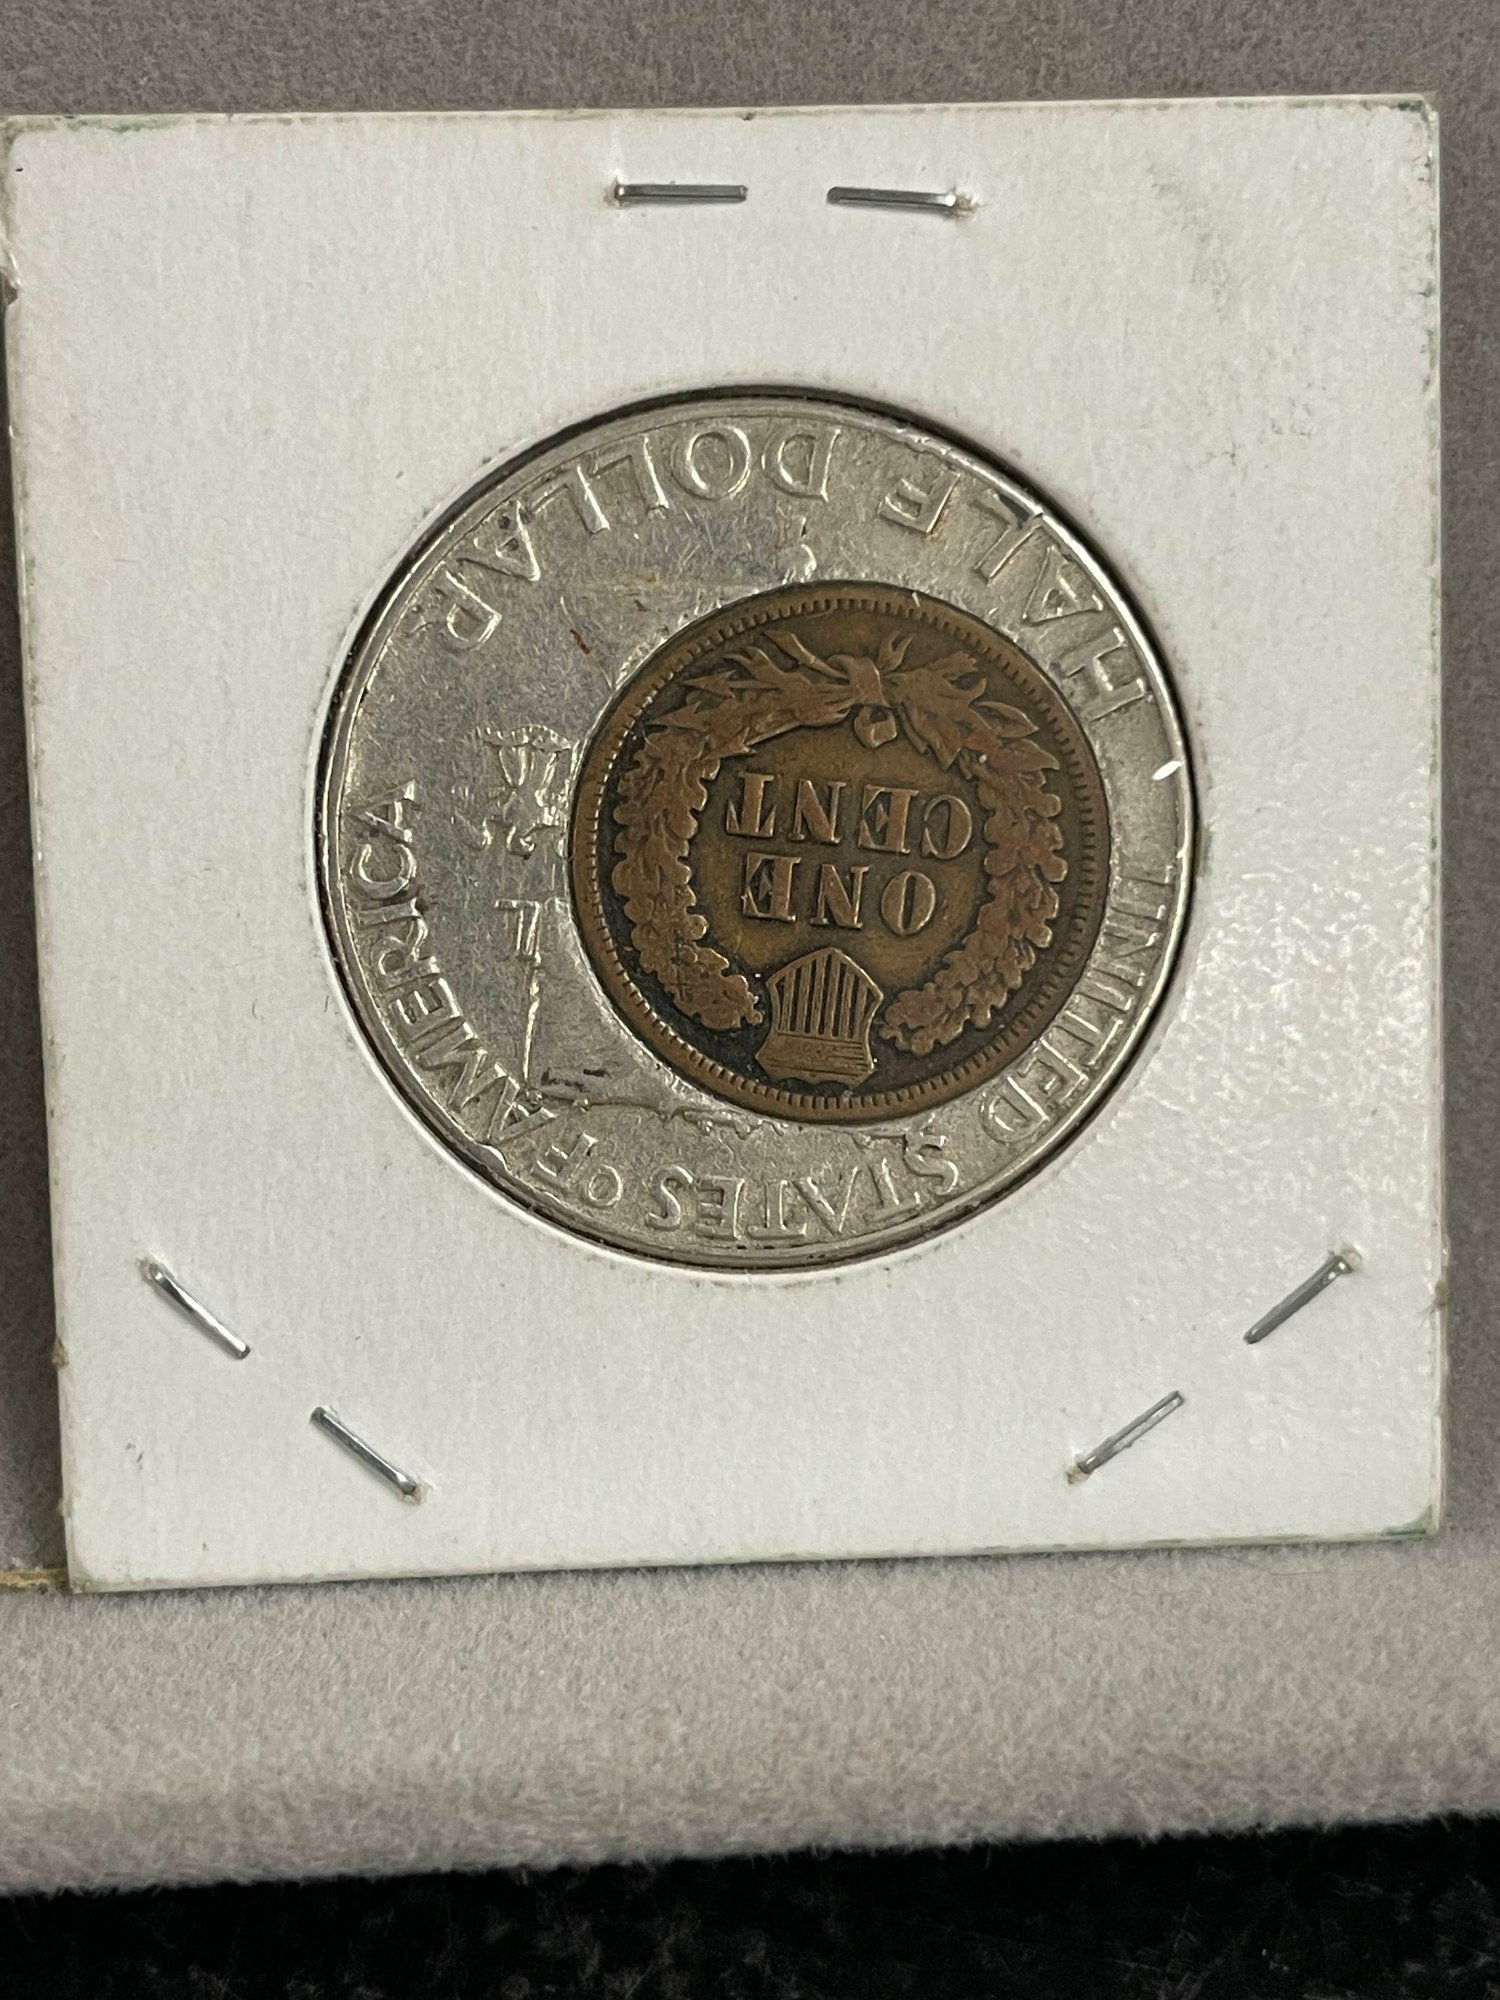 UNITED STATES OF AMERICA
ONE
CENT
HALF DOLLAR